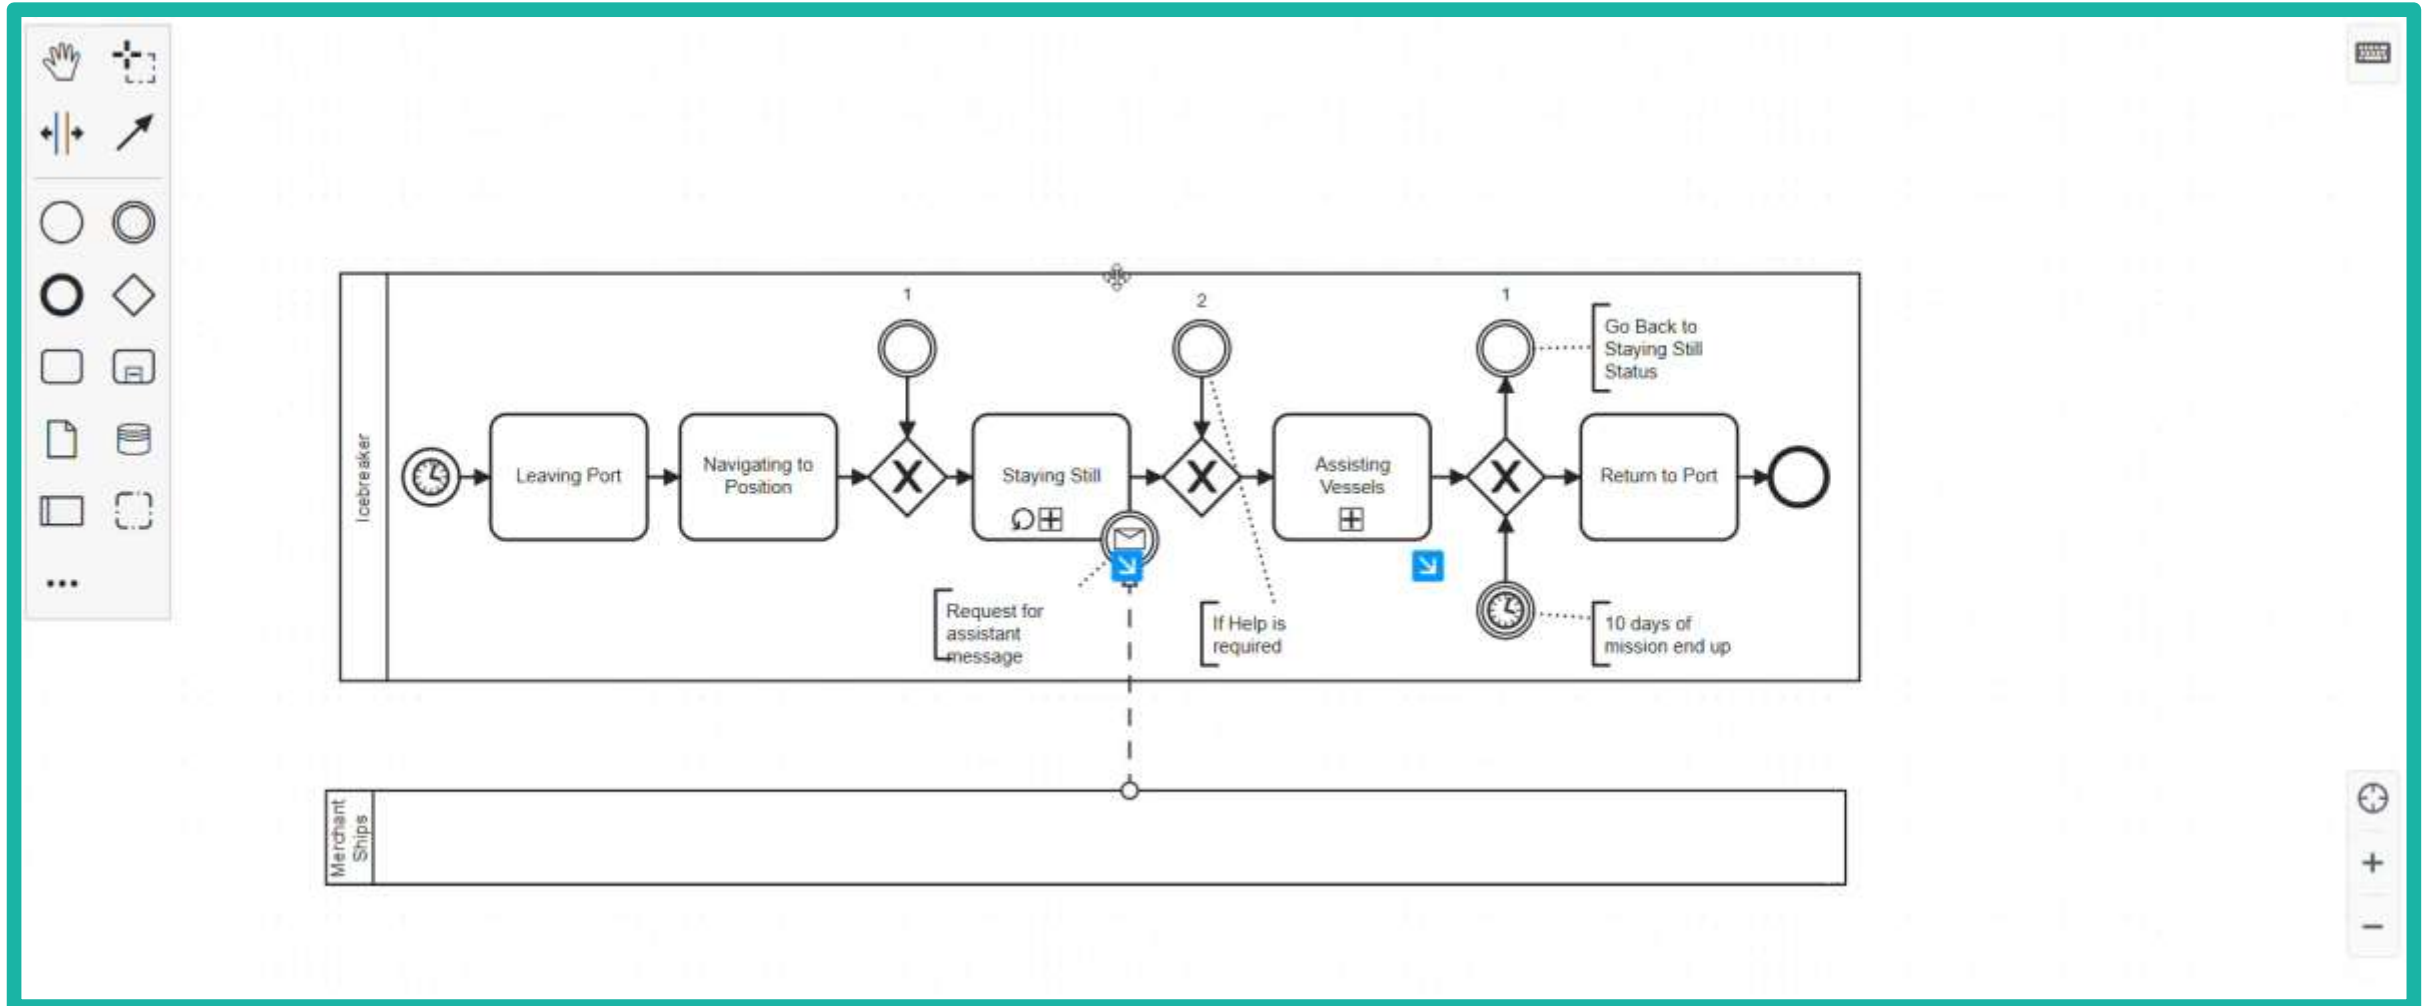 1
2
1
Go Back to
Staying Still
Status
Icebreaker
Leaving Port
Navigating to
Position
Staying Still
Assisting
Vessels
Return to Port
Request for
assistant
message
If Help is
required
10 days of
mission end up
Merchant
Ships